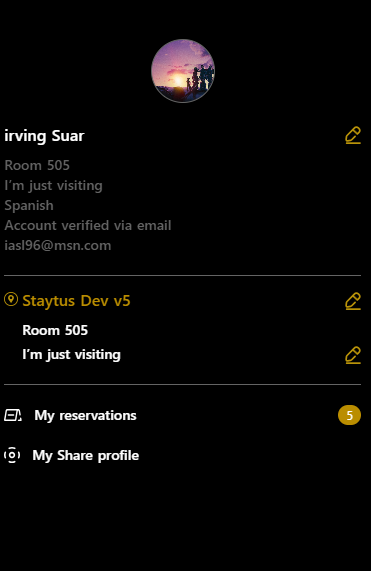 irving Suar
Room 505
I'm just visiting
Spanish
Account verified via email
iasl96@msn.com
Staytus Dev v5
Room 505
I'm just visiting
My reservations 5
My Share profile